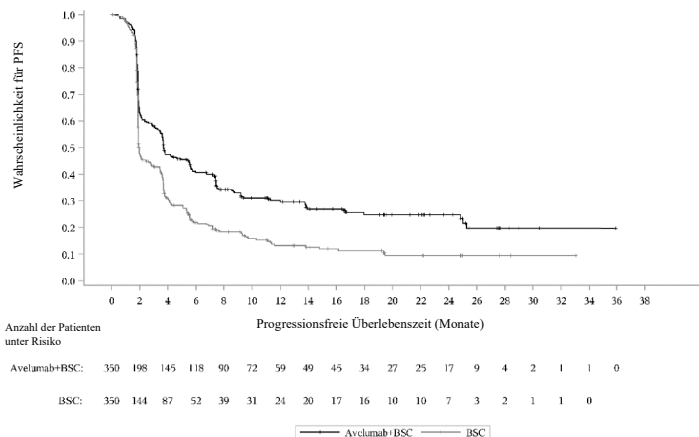 Wahrscheinlichkeit für PFS
1.0
0.9
0.8
0.7
0.6
0.5
0.4
0.3
0.2
0.1
0.0
0 2 4 6 8 10 12 14 16 18 20 22 24 26 28 30 32 34 36 38
Progressionsfreie Überlebenszeit (Monate)
Anzahl der Patienten
unter Risiko
Avelumab+BSC: 350 198 145 118 90 72 59 49 45 34 27 25 17 9 4 2 1 1 0
BSC: 350 144 87 52 39 31 24 20 17 16 10 10 7 3 2 1 1 0
Avelumab+BSC BSC